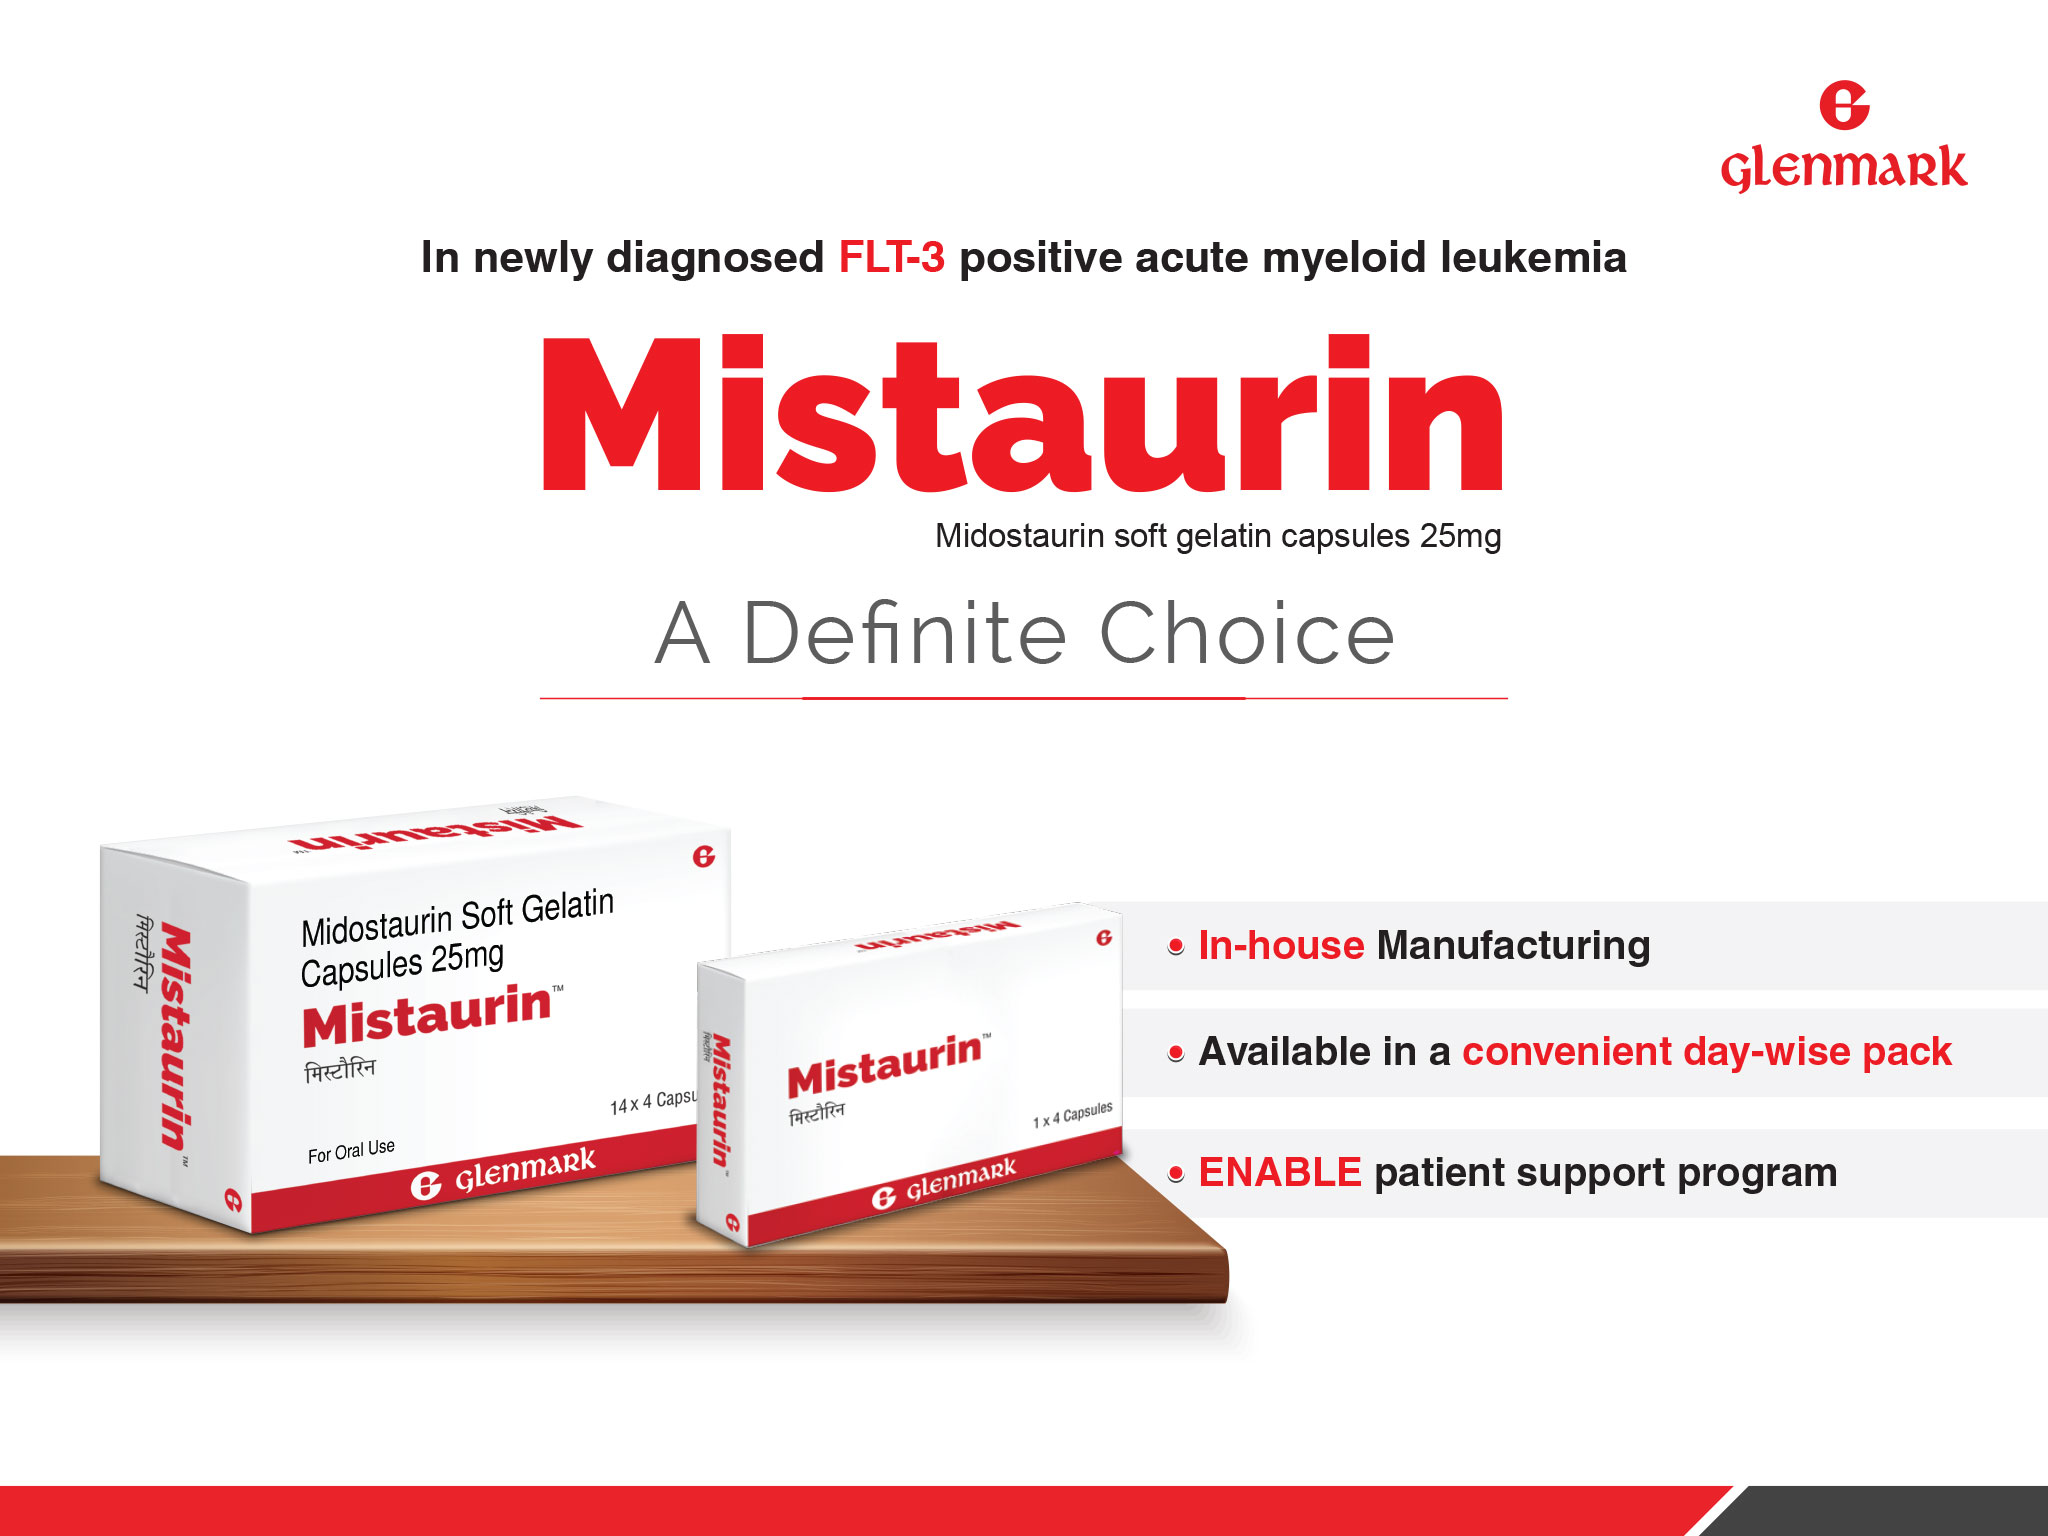 glenmark
In newly diagnosed FLT-3 positive acute myeloid leukemia
Mistaurin
Midostaurin soft gelatin capsules 25mg
A Definite Choice
Mistaurin™
Mistaurin™
मिस्टौरिन
Midostaurin Soft Gelatin
Capsules 25mg
Mistaurin™
मिस्टौरिन
14 x 4 Capsu
For Oral Use
glenmark
Mistaurin
Mistaurin
मिस्टौरिन
Mistaurin™
मिस्टौरिन
1 x 4 Capsules
glenmark
• In-house Manufacturing
• Available in a convenient day-wise pack
• ENABLE patient support program